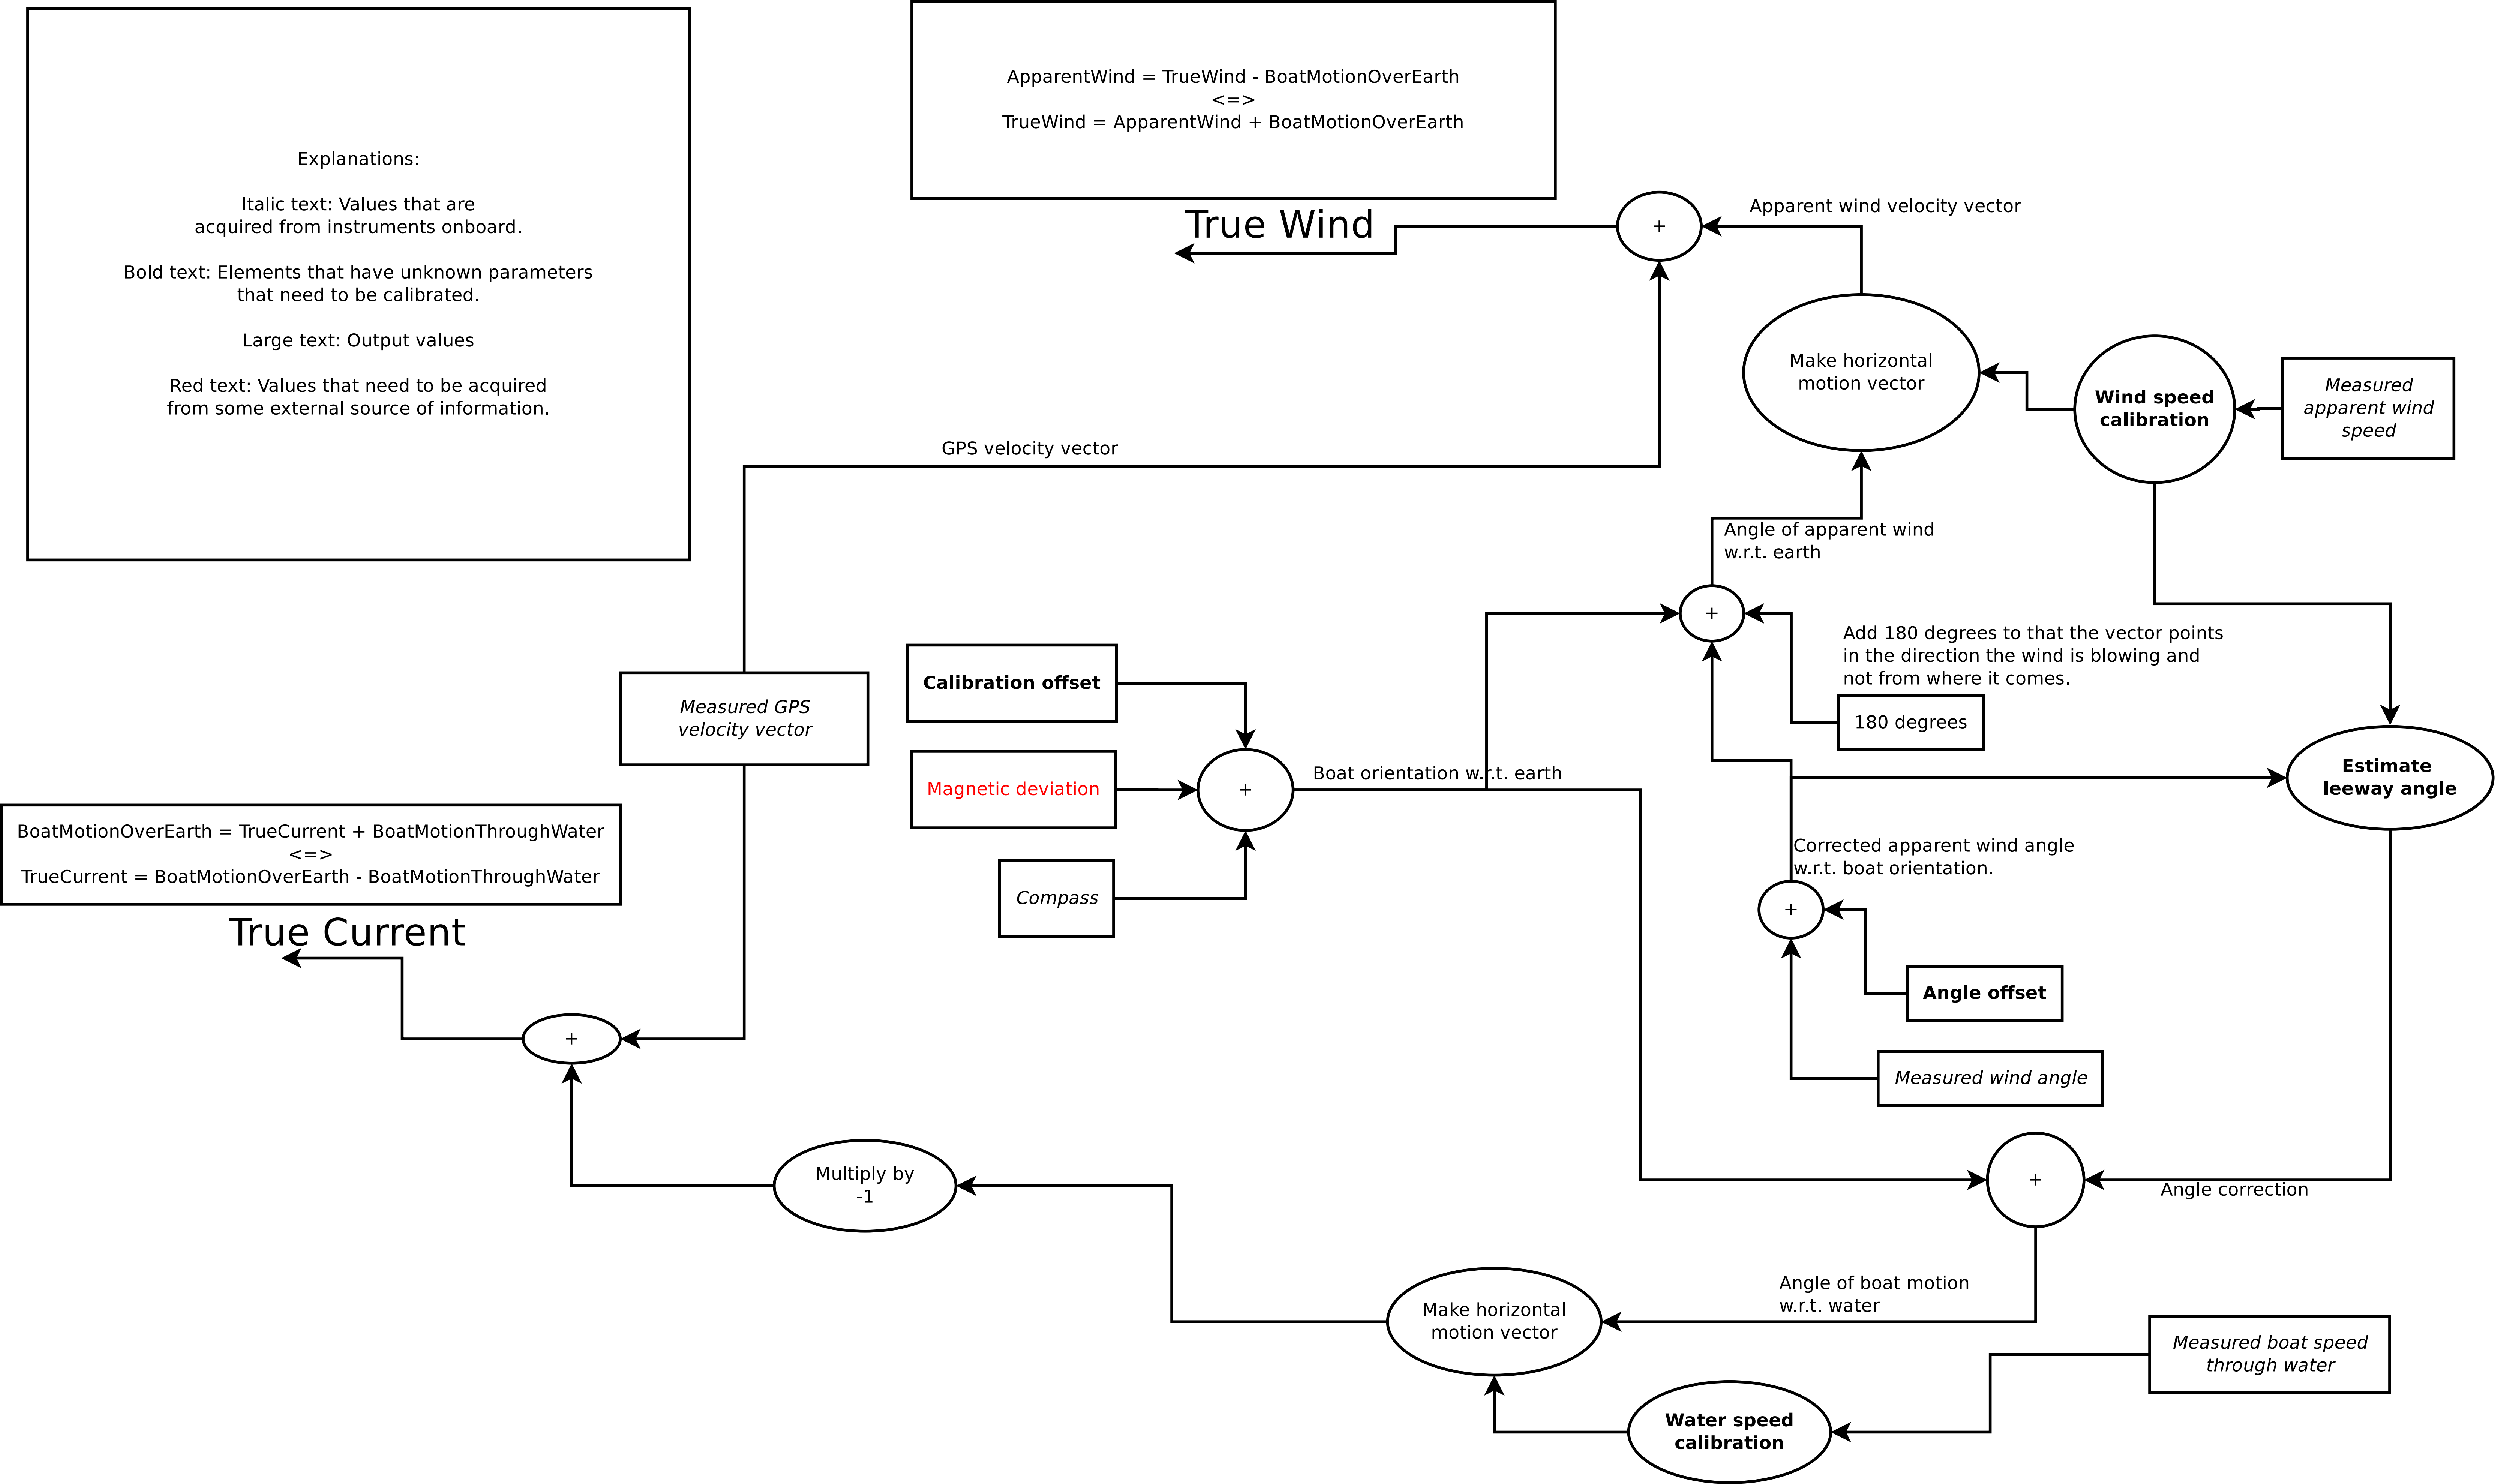 Explanations:
Italic text: Values that are
acquired from instruments onboard.
Bold text: Elements that have unknown parameters
that need to be calibrated.
Large text: Output values
Red text: Values that need to be acquired
from some external source of information.
ApparentWind = TrueWind - BoatMotionOverEarth
<=>
TrueWind = ApparentWind + BoatMotionOverEarth
True Wind
+
Apparent wind velocity vector
Make horizontal
motion vector
Wind speed
calibration
Measured
apparent wind
speed
GPS velocity vector
Angle of apparent wind
w.r.t. earth
+
Add 180 degrees to that the vector points
in the direction the wind is blowing and
not from where it comes.
180 degrees
Measured GPS
velocity vector
Calibration offset
Magnetic deviation
Compass
+
Boat orientation w.r.t. earth
Estimate
leeway angle
BoatMotionOverEarth = TrueCurrent + BoatMotionThroughWater
<=>
TrueCurrent = BoatMotionOverEarth - BoatMotionThroughWater
True Current
Corrected apparent wind angle
w.r.t. boat orientation.
+
Angle offset
Measured wind angle
+
Multiply by
-1
+
Angle correction
Angle of boat motion
w.r.t. water
Make horizontal
motion vector
Measured boat speed
through water
Water speed
calibration